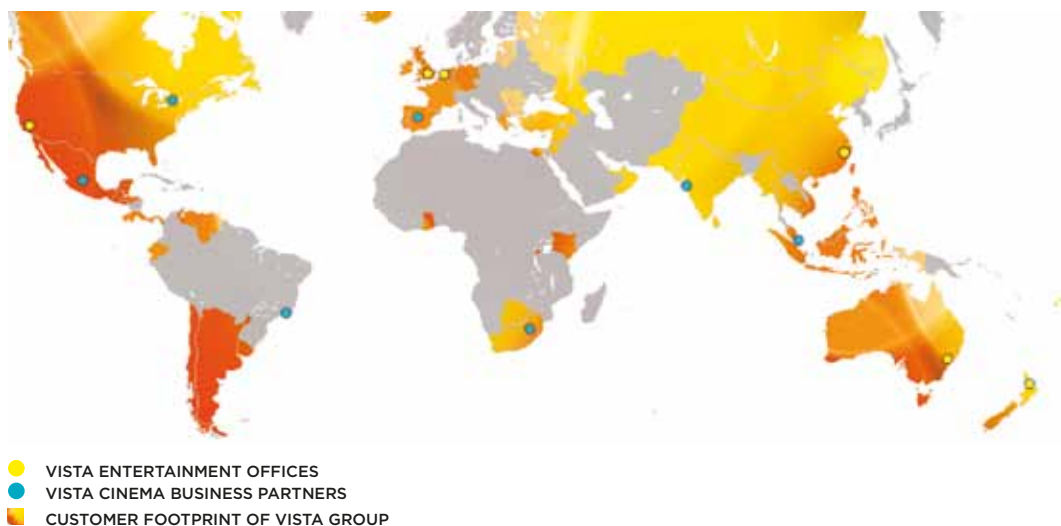 VISTA ENTERTAINMENT OFFICES
VISTA CINEMA BUSINESS PARTNERS
CUSTOMER FOOTPRINT OF VISTA GROUP